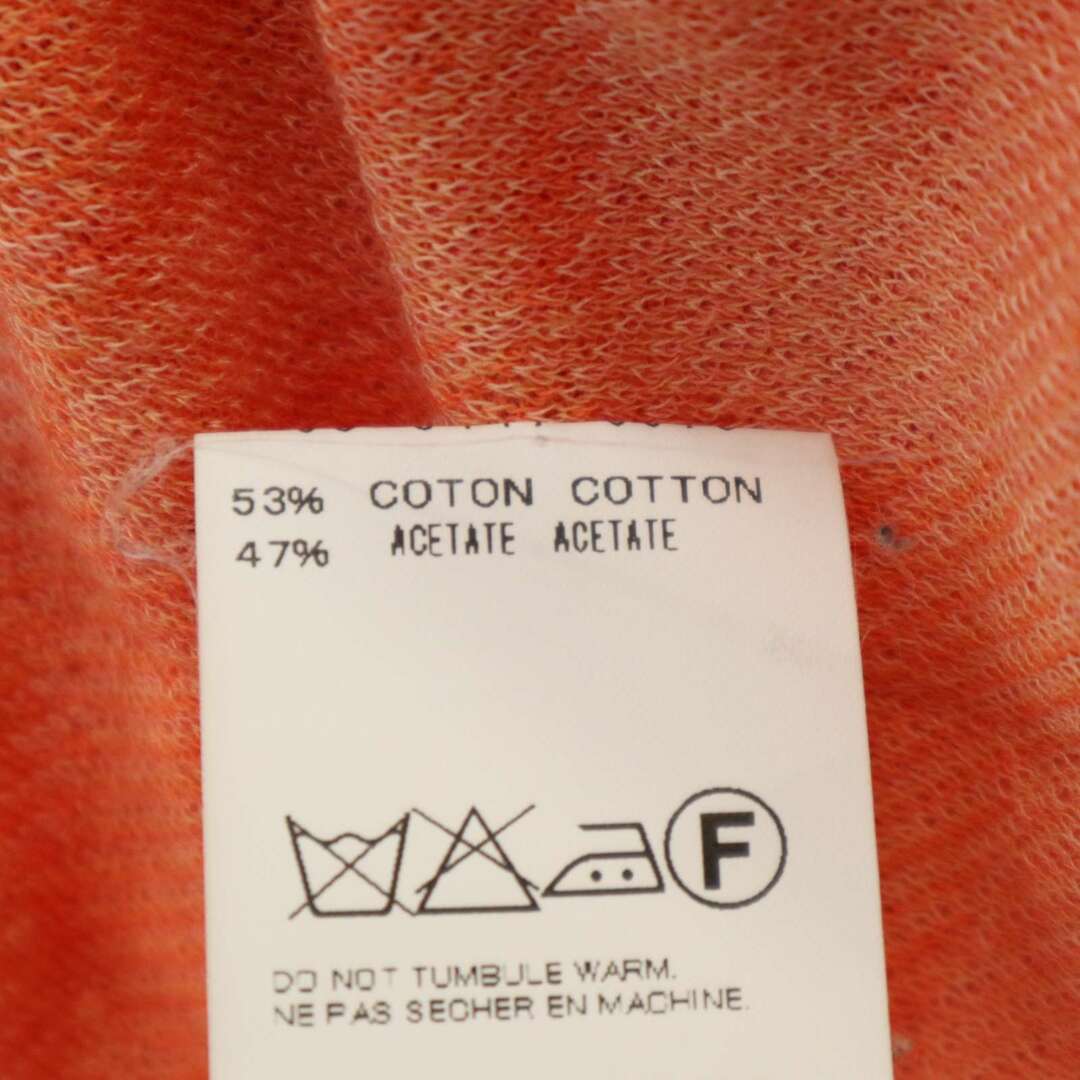 53% COTON COTTON
47% ACETATE ACETATE
F
DO NOT TUMBULE WARM.
NE PAS SECHER EN MACHINE.